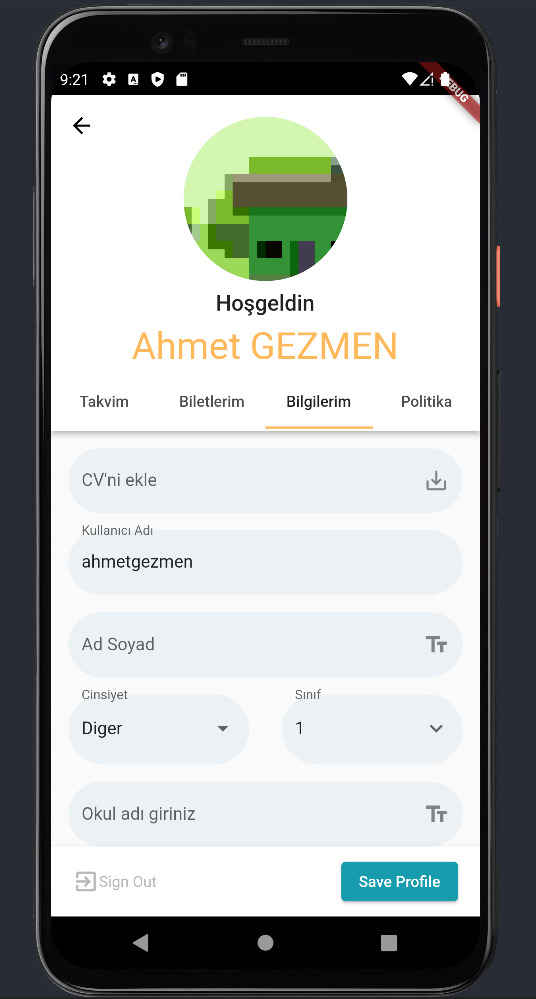 9:21
DEBUG
Hoşgeldin
Ahmet GEZMEN
Takvim Biletlerim Bilgilerim Politika
CV'ni ekle
Kullanıcı Adı
ahmetgezmen
Ad Soyad
Cinsiyet Sınıf
Diger 1
Okul adı giriniz
Sign Out Save Profile